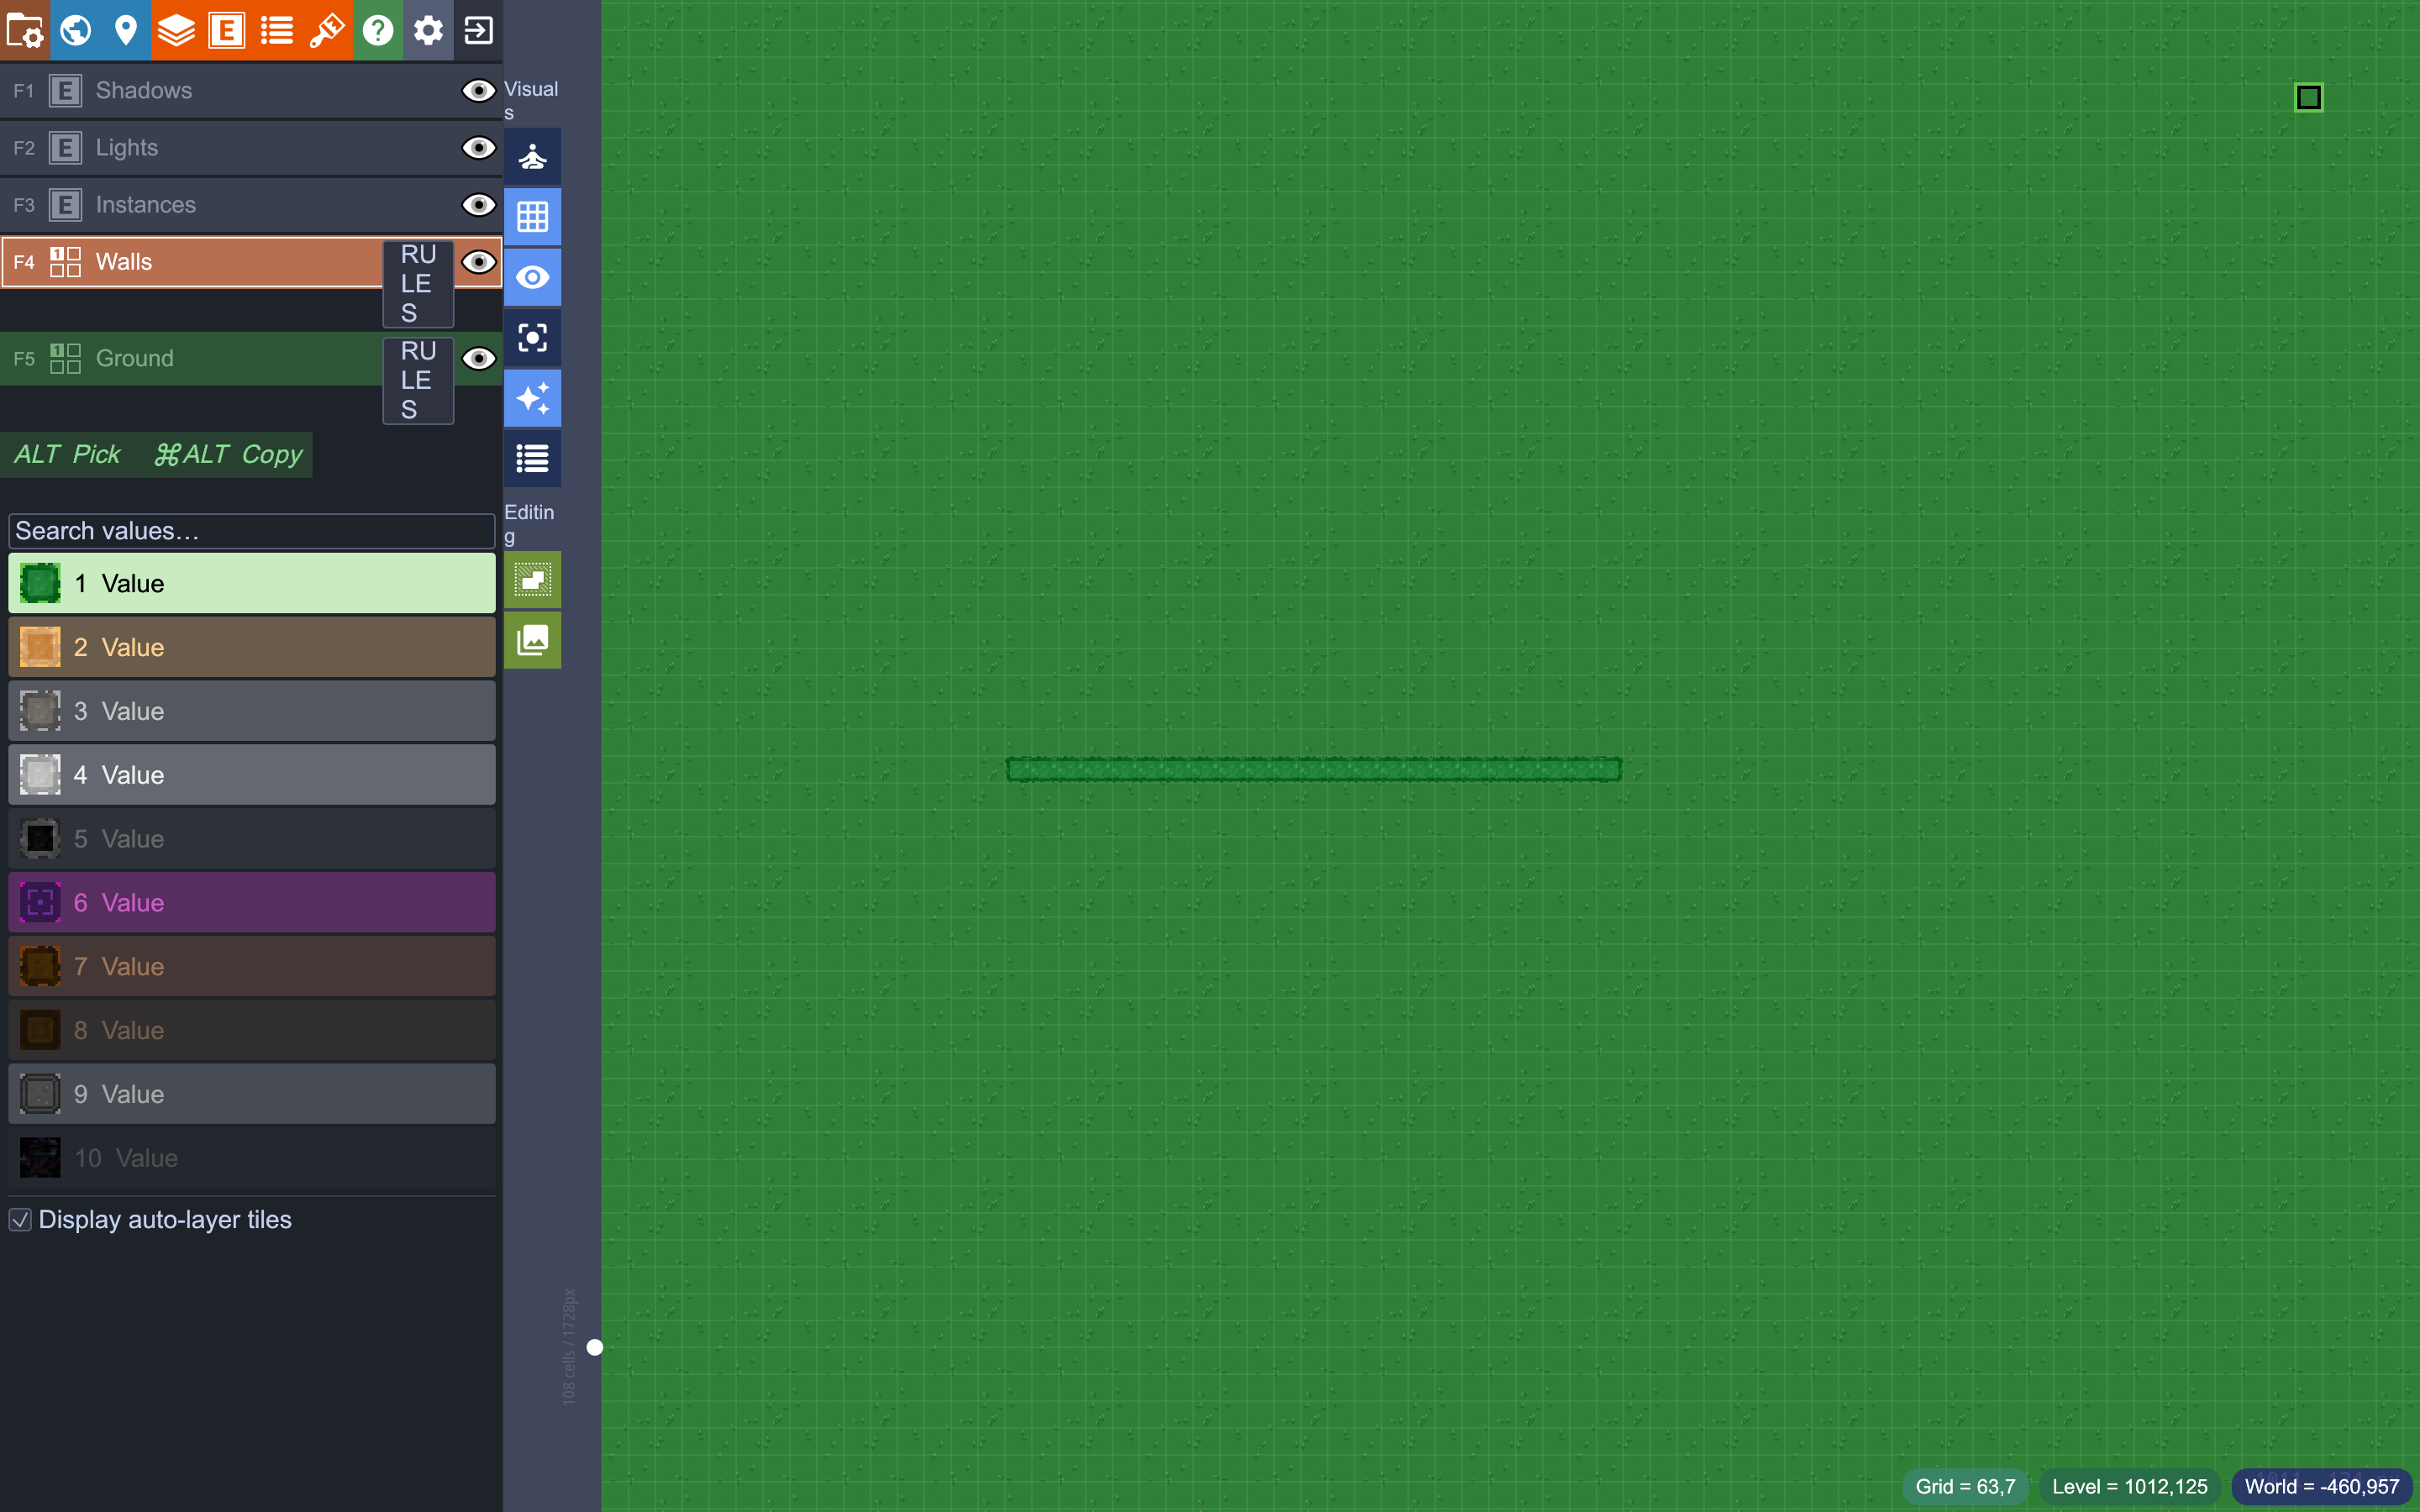 F1 E Shadows
F2 E Lights
F3 E Instances
F4 1 Walls
RU
LE
S
F5 1 Ground
RU
LE
S
ALT Pick ⌘ALT Copy
Search values…
1 Value
2 Value
3 Value
4 Value
5 Value
6 Value
7 Value
8 Value
9 Value
10 Value
Display auto-layer tiles
Visual
s
Editin
g
108 cells / 1728px
Grid = 63,7
Level = 1012,125
World = -460,957